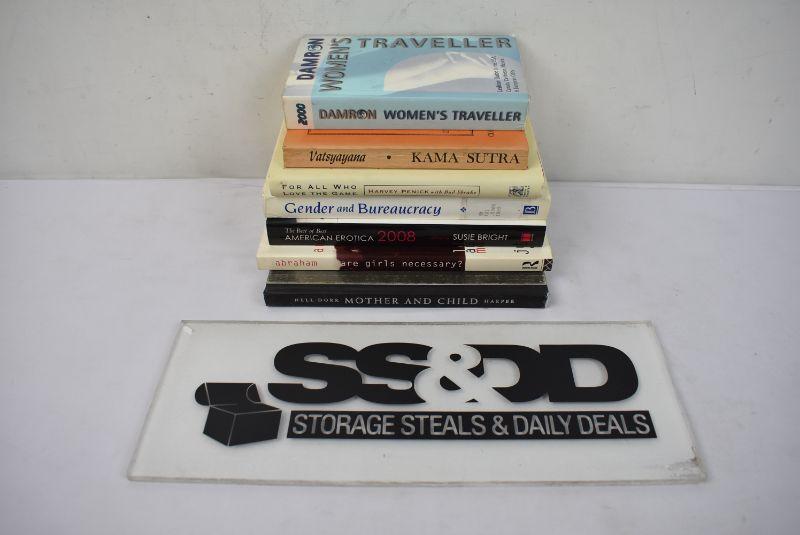 DAMRON
WOMEN'S TRAVELLER
2000 DAMRON WOMEN'S TRAVELLER
Vatsyayana • KAMA SUTRA
FOR ALL WHO
LOVE THE GAME
HARVEY PENICK with Bud Shrake
Gender and Bureaucracy
The Best of Best
AMERICAN EROTICA 2008 SUSIE BRIGHT
abraham are girls necessary?
NELL DORR MOTHER AND CHILD HARPER
SS&DD
STORAGE STEALS & DAILY DEALS